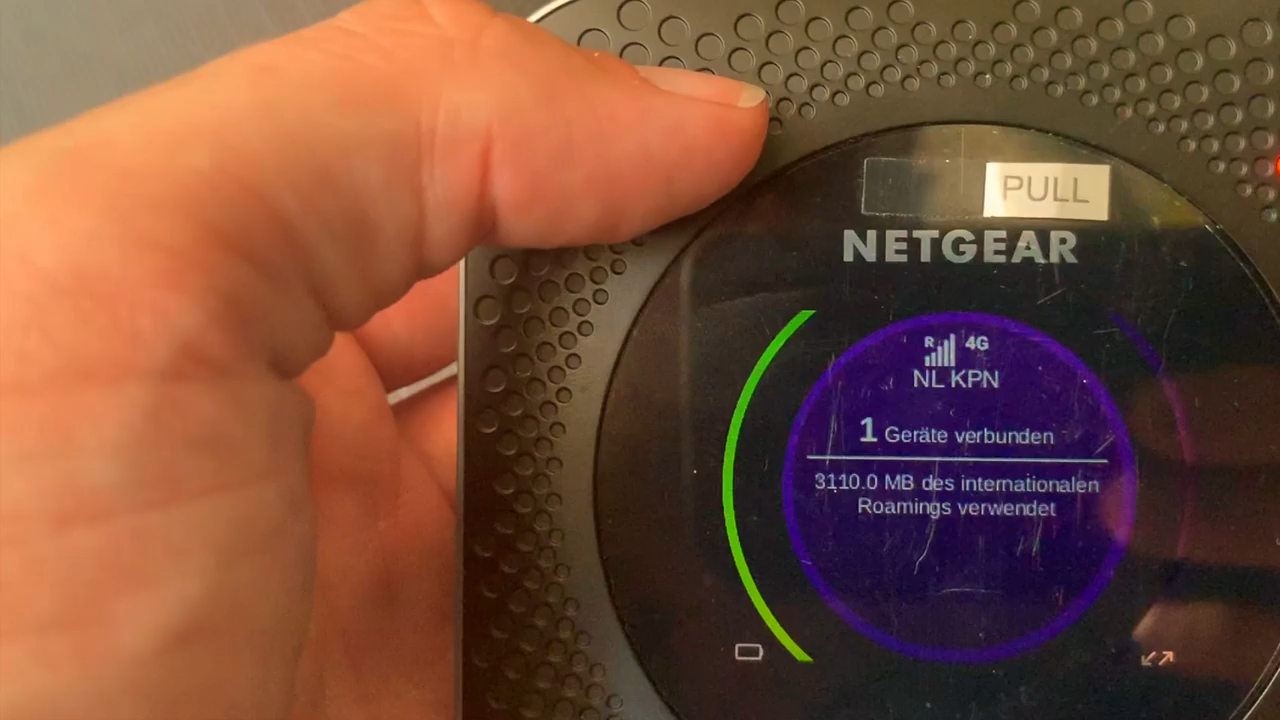 PULL
NETGEAR
R 4G
NL KPN
1 Geräte verbunden
3110.0 MB des internationalen
Roamings verwendet